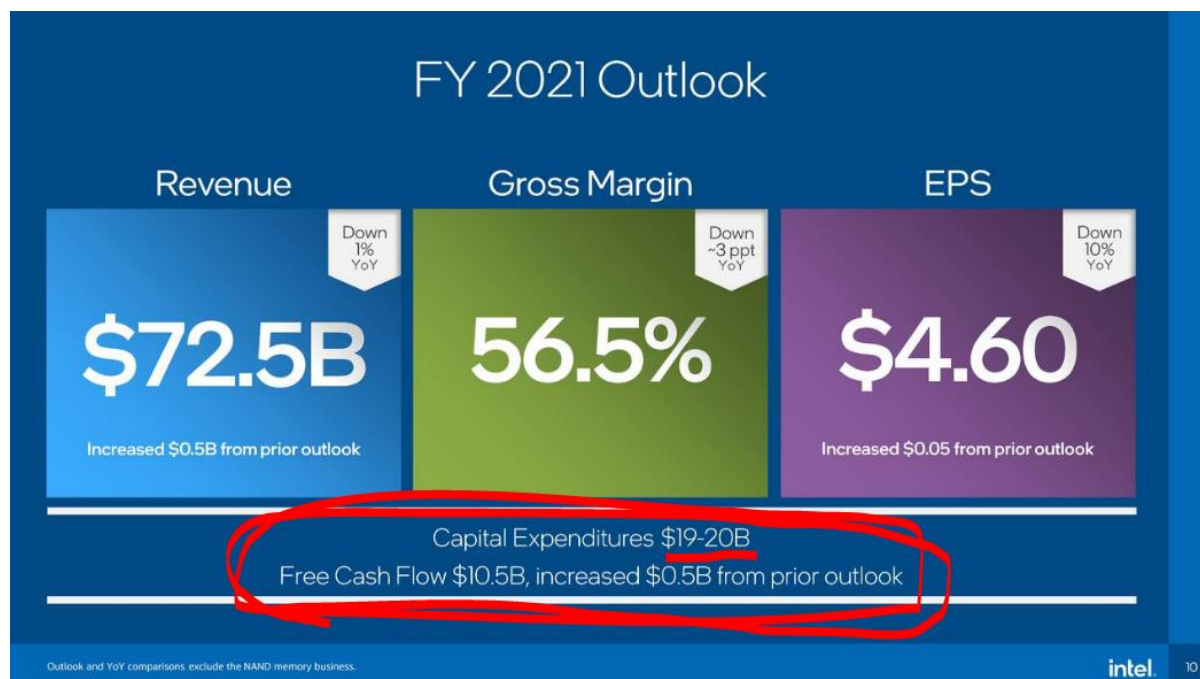 FY 2021 Outlook
Revenue
Gross Margin
EPS
Down
1%
YoY
$72.5B
Increased $0.5B from prior outlook
Down
~3 ppt
YoY
56.5%
Down
10%
YoY
$4.60
Increased $0.05 from prior outlook
Capital Expenditures $19-20B
Free Cash Flow $10.5B, increased $0.5B from prior outlook
Outlook and YoY comparisons exclude the NAND memory business.
intel.
10